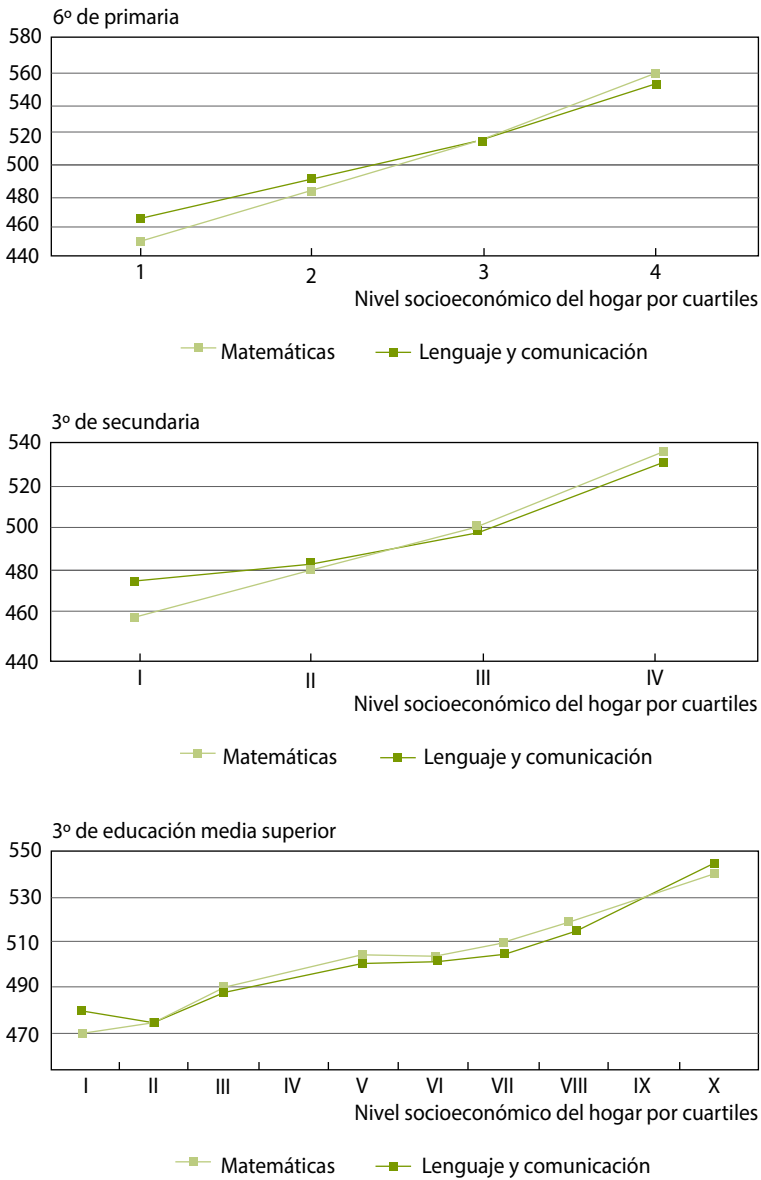 6º de primaria
580
560
540
520
500
480
460
440
1 2 3 4
Nivel socioeconómico del hogar por cuartiles
Matemáticas Lenguaje y comunicación
3º de secundaria
540
520
500
480
460
440
I II III IV
Nivel socioeconómico del hogar por cuartiles
Matemáticas Lenguaje y comunicación
3º de educación media superior
550
530
510
490
470
I II III IV V VI VII VIII IX X
Nivel socioeconómico del hogar por cuartiles
Matemáticas Lenguaje y comunicación